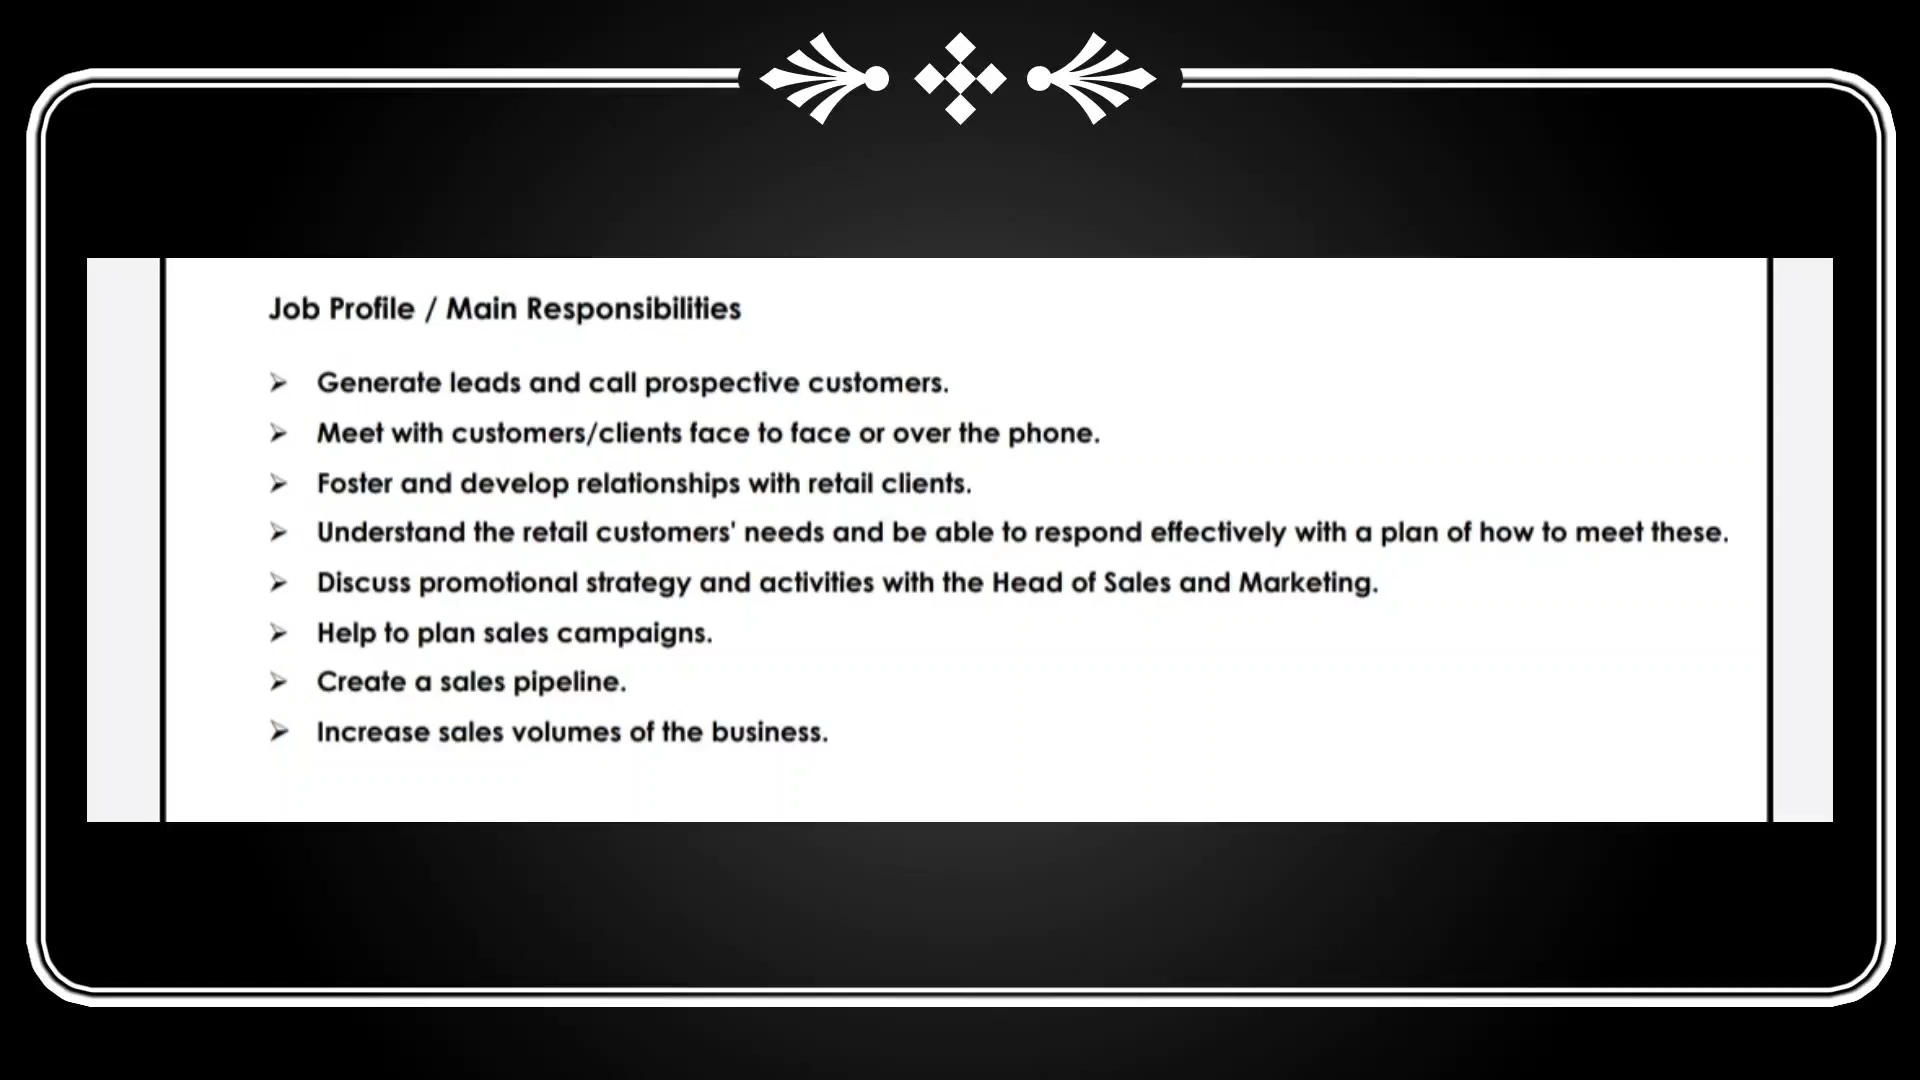 Job Profile / Main Responsibilities
Generate leads and call prospective customers.
Meet with customers/clients face to face or over the phone.
Foster and develop relationships with retail clients.
Understand the retail customers' needs and be able to respond effectively with a plan of how to meet these.
Discuss promotional strategy and activities with the Head of Sales and Marketing.
Help to plan sales campaigns.
Create a sales pipeline.
Increase sales volumes of the business.